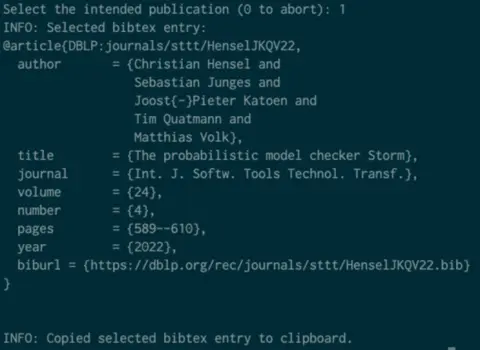 Select the intended publication (0 to abort): 1
INFO: Selected bibtex entry:
@article{DBLP:journals/sttt/HenselJKQV22,
  author       = {Christian Hensel and
                  Sebastian Junges and
                  Joost{-}Pieter Katoen and
                  Tim Quatmann and
                  Matthias Volk},
  title        = {The probabilistic model checker Storm},
  journal      = {Int. J. Softw. Tools Technol. Transf.},
  volume       = {24},
  number       = {4},
  pages        = {589--610},
  year         = {2022},
  biburl = {https://dblp.org/rec/journals/sttt/HenselJKQV22.bib}
}
INFO: Copied selected bibtex entry to clipboard.